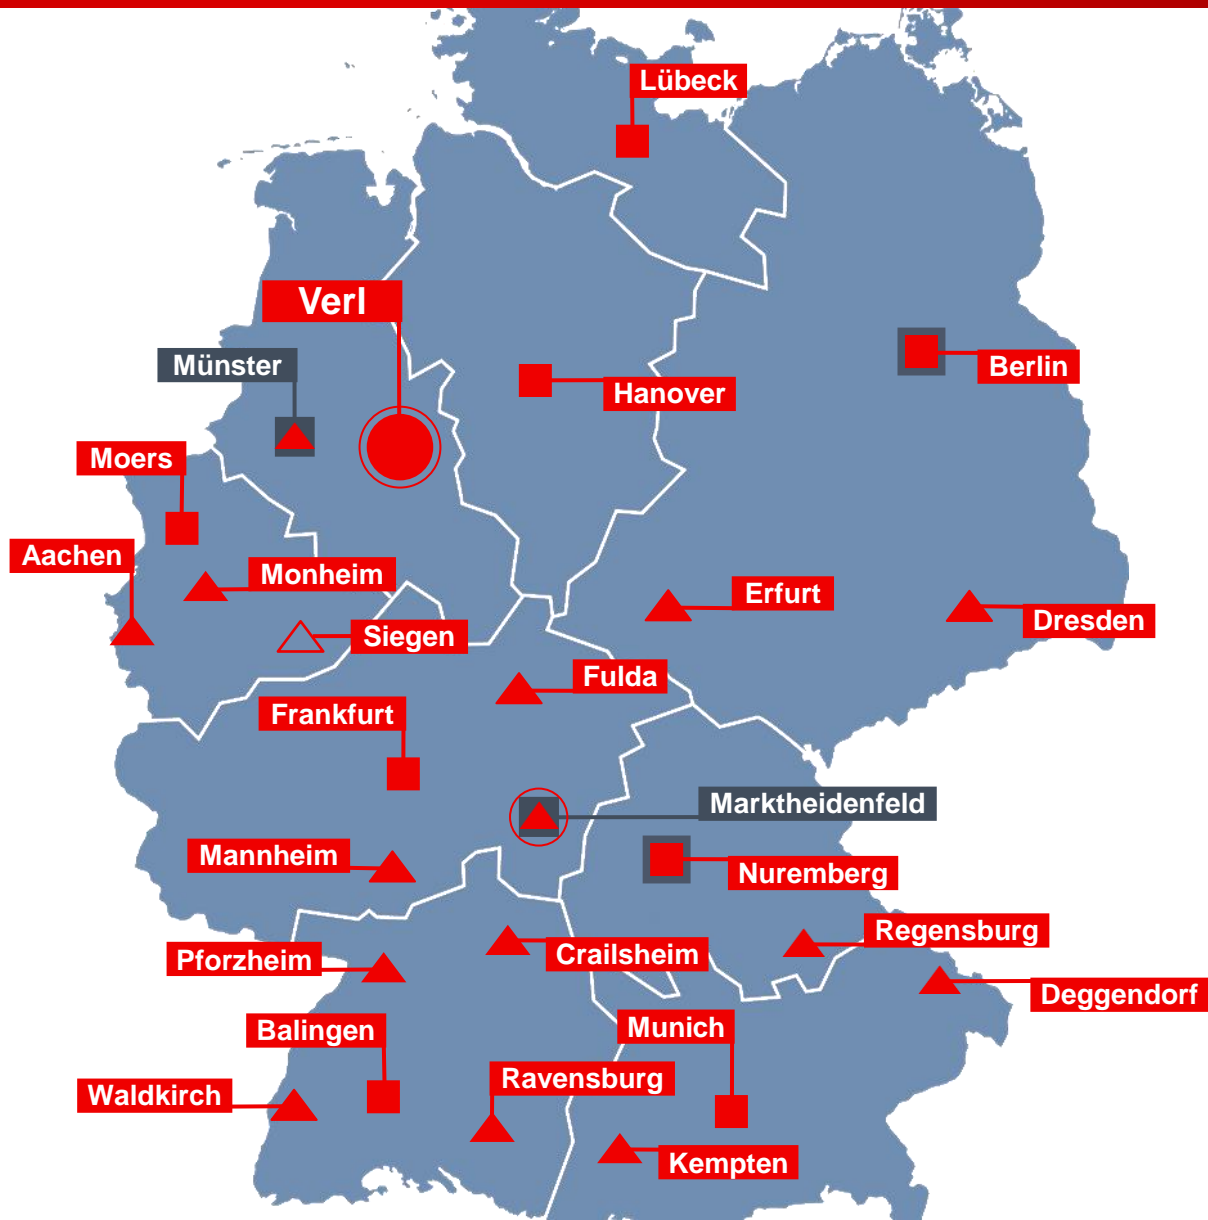 Lübeck
Verl
Münster
Berlin
Hanover
Moers
Aachen
Monheim
Erfurt
Dresden
Siegen
Fulda
Frankfurt
Marktheidenfeld
Mannheim
Nuremberg
Regensburg
Crailsheim
Pforzheim
Deggendorf
Balingen
Munich
Ravensburg
Waldkirch
Kempten